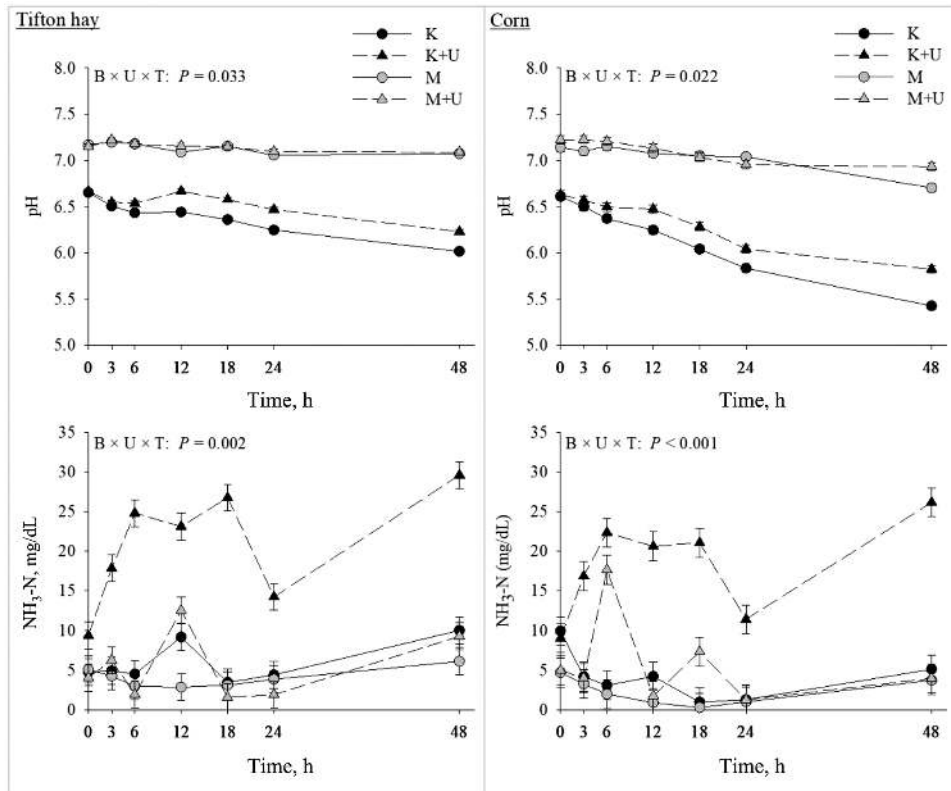 Tifton hay
K
K+U
M
M+U
B × U × T: P = 0.033
8.0
7.5
7.0
6.5
6.0
5.5
5.0
pH
0 3 6 12 18 24 48
Time, h
Corn
K
K+U
M
M+U
B × U × T: P = 0.022
8.0
7.5
7.0
6.5
6.0
5.5
5.0
pH
0 3 6 12 18 24 48
Time, h
B × U × T: P = 0.002
35
30
25
20
15
10
5
0
NH₃-N, mg/dL
0 3 6 12 18 24 48
Time, h
B × U × T: P < 0.001
35
30
25
20
15
10
5
0
NH₃-N (mg/dL)
0 3 6 12 18 24 48
Time, h